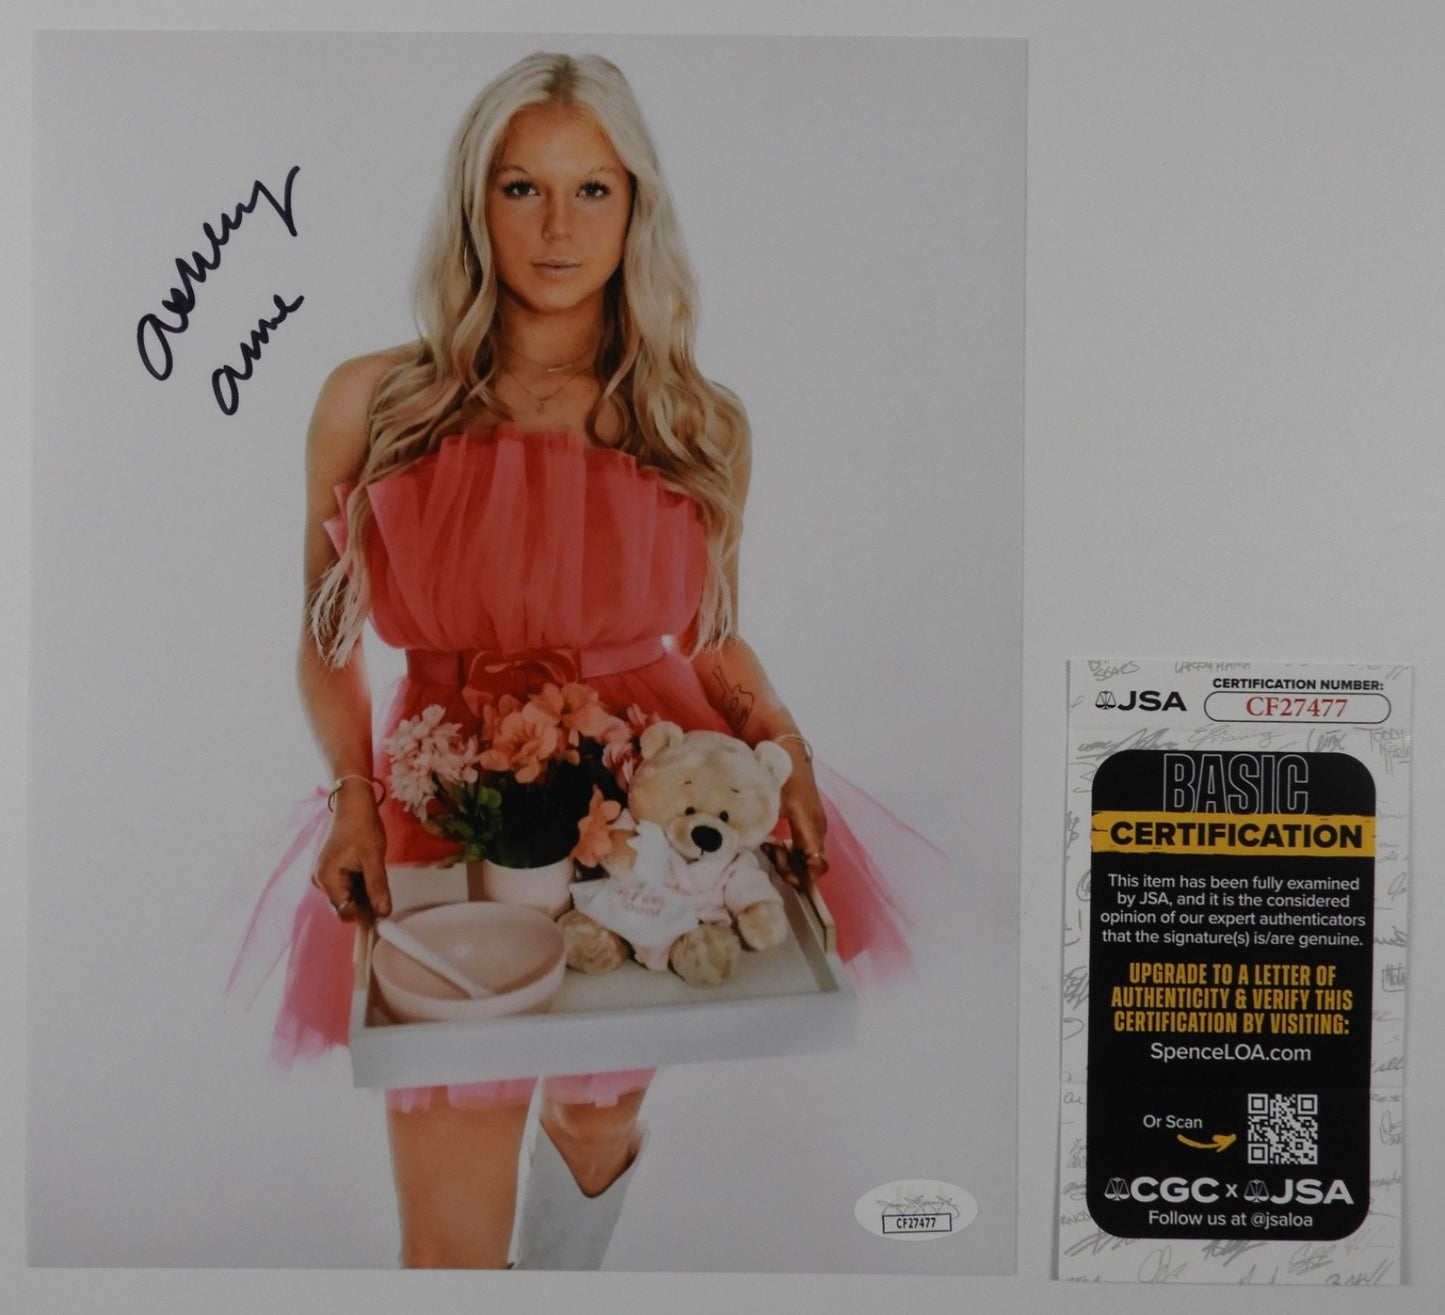 avery
anne
JSA
CERTIFICATION NUMBER:
CF27477
BASIC
CERTIFICATION
This item has been fully examined
by JSA, and it is the considered
opinion of our expert authenticators
that the signature(s) is/are genuine.
UPGRADE TO A LETTER OF
AUTHENTICITY & VERIFY THIS
CERTIFICATION BY VISITING:
SpenceLOA.com
Or Scan
CGC x JSA
Follow us at @jsaloa
CF27477